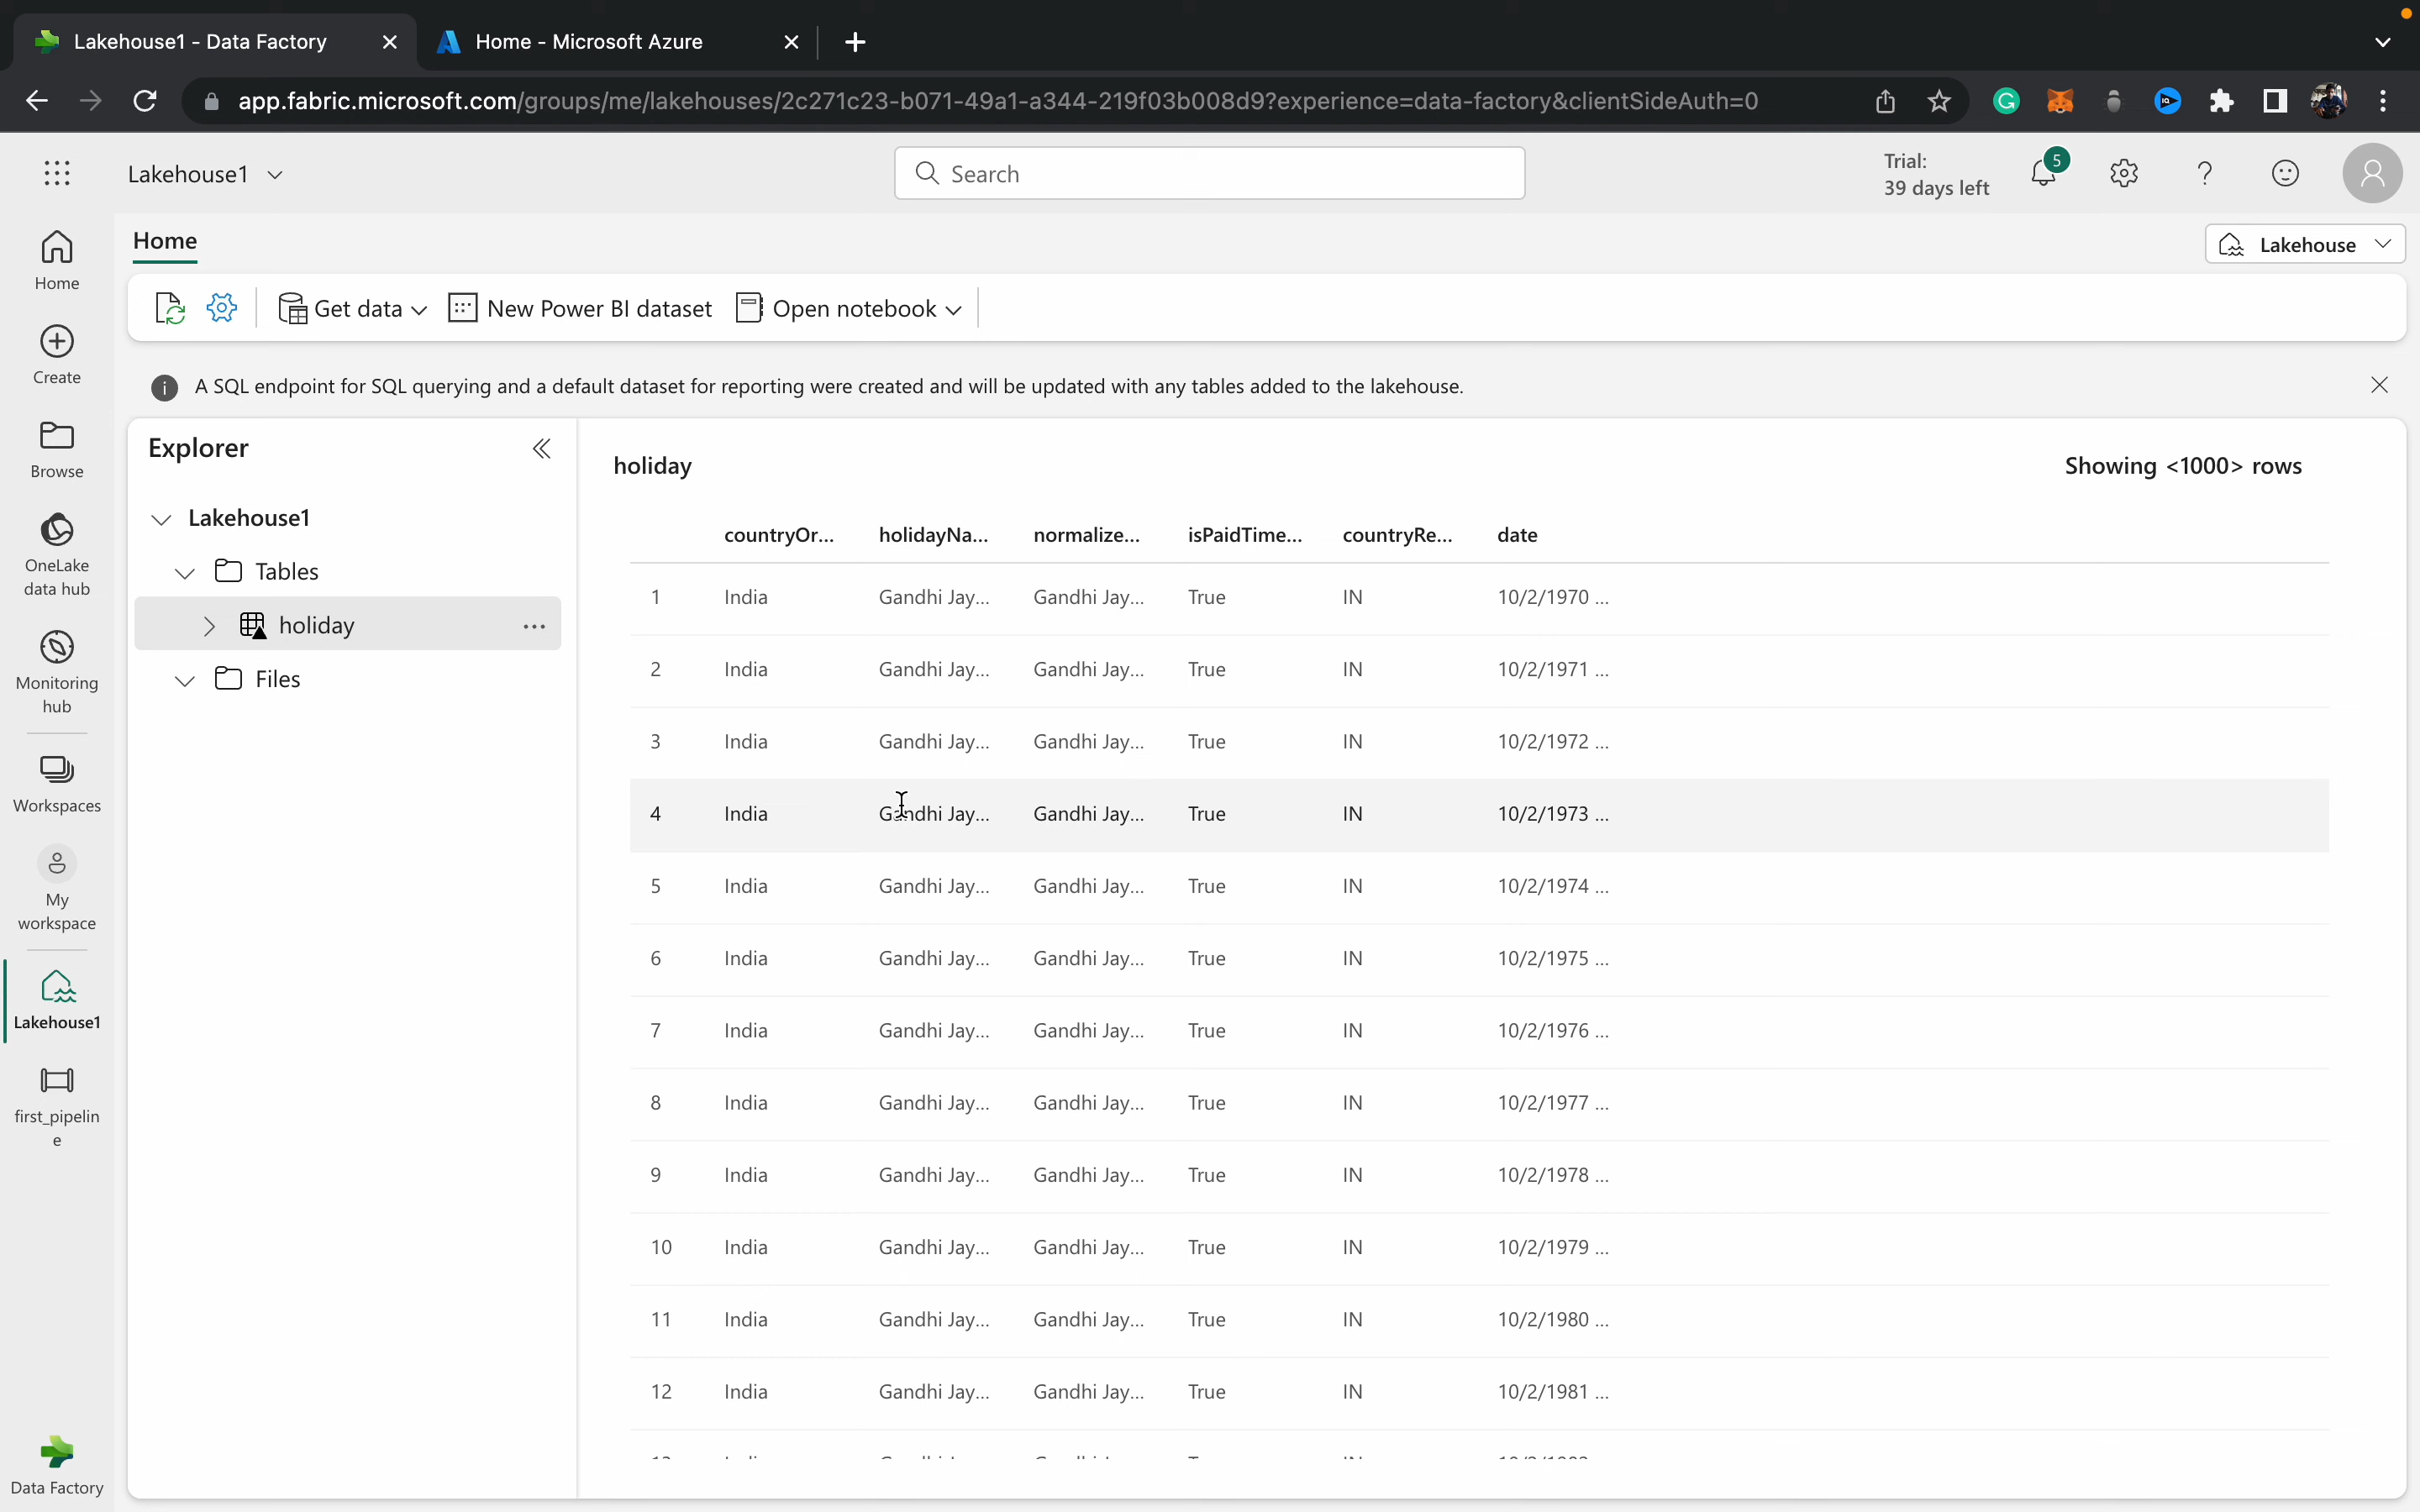 Lakehouse1 - Data Factory
Home - Microsoft Azure
app.fabric.microsoft.com/groups/me/lakehouses/2c271c23-b071-49a1-a344-219f03b008d9?experience=data-factory&clientSideAuth=0
Lakehouse1
Search
Trial:
39 days left
5
Home
Lakehouse
Home
Create
Browse
OneLake
data hub
Monitoring
hub
Workspaces
My
workspace
Lakehouse1
first_pipelin
e
Data Factory
Get data
New Power BI dataset
Open notebook
A SQL endpoint for SQL querying and a default dataset for reporting were created and will be updated with any tables added to the lakehouse.
Explorer
Lakehouse1
Tables
holiday
...
Files
holiday
Showing <1000> rows
countryOr... holidayNa... normalize... isPaidTime... countryRe... date
1 India Gandhi Jay... Gandhi Jay... True IN 10/2/1970 ...
2 India Gandhi Jay... Gandhi Jay... True IN 10/2/1971 ...
3 India Gandhi Jay... Gandhi Jay... True IN 10/2/1972 ...
4 India Gandhi Jay... Gandhi Jay... True IN 10/2/1973 ...
5 India Gandhi Jay... Gandhi Jay... True IN 10/2/1974 ...
6 India Gandhi Jay... Gandhi Jay... True IN 10/2/1975 ...
7 India Gandhi Jay... Gandhi Jay... True IN 10/2/1976 ...
8 India Gandhi Jay... Gandhi Jay... True IN 10/2/1977 ...
9 India Gandhi Jay... Gandhi Jay... True IN 10/2/1978 ...
10 India Gandhi Jay... Gandhi Jay... True IN 10/2/1979 ...
11 India Gandhi Jay... Gandhi Jay... True IN 10/2/1980 ...
12 India Gandhi Jay... Gandhi Jay... True IN 10/2/1981 ...